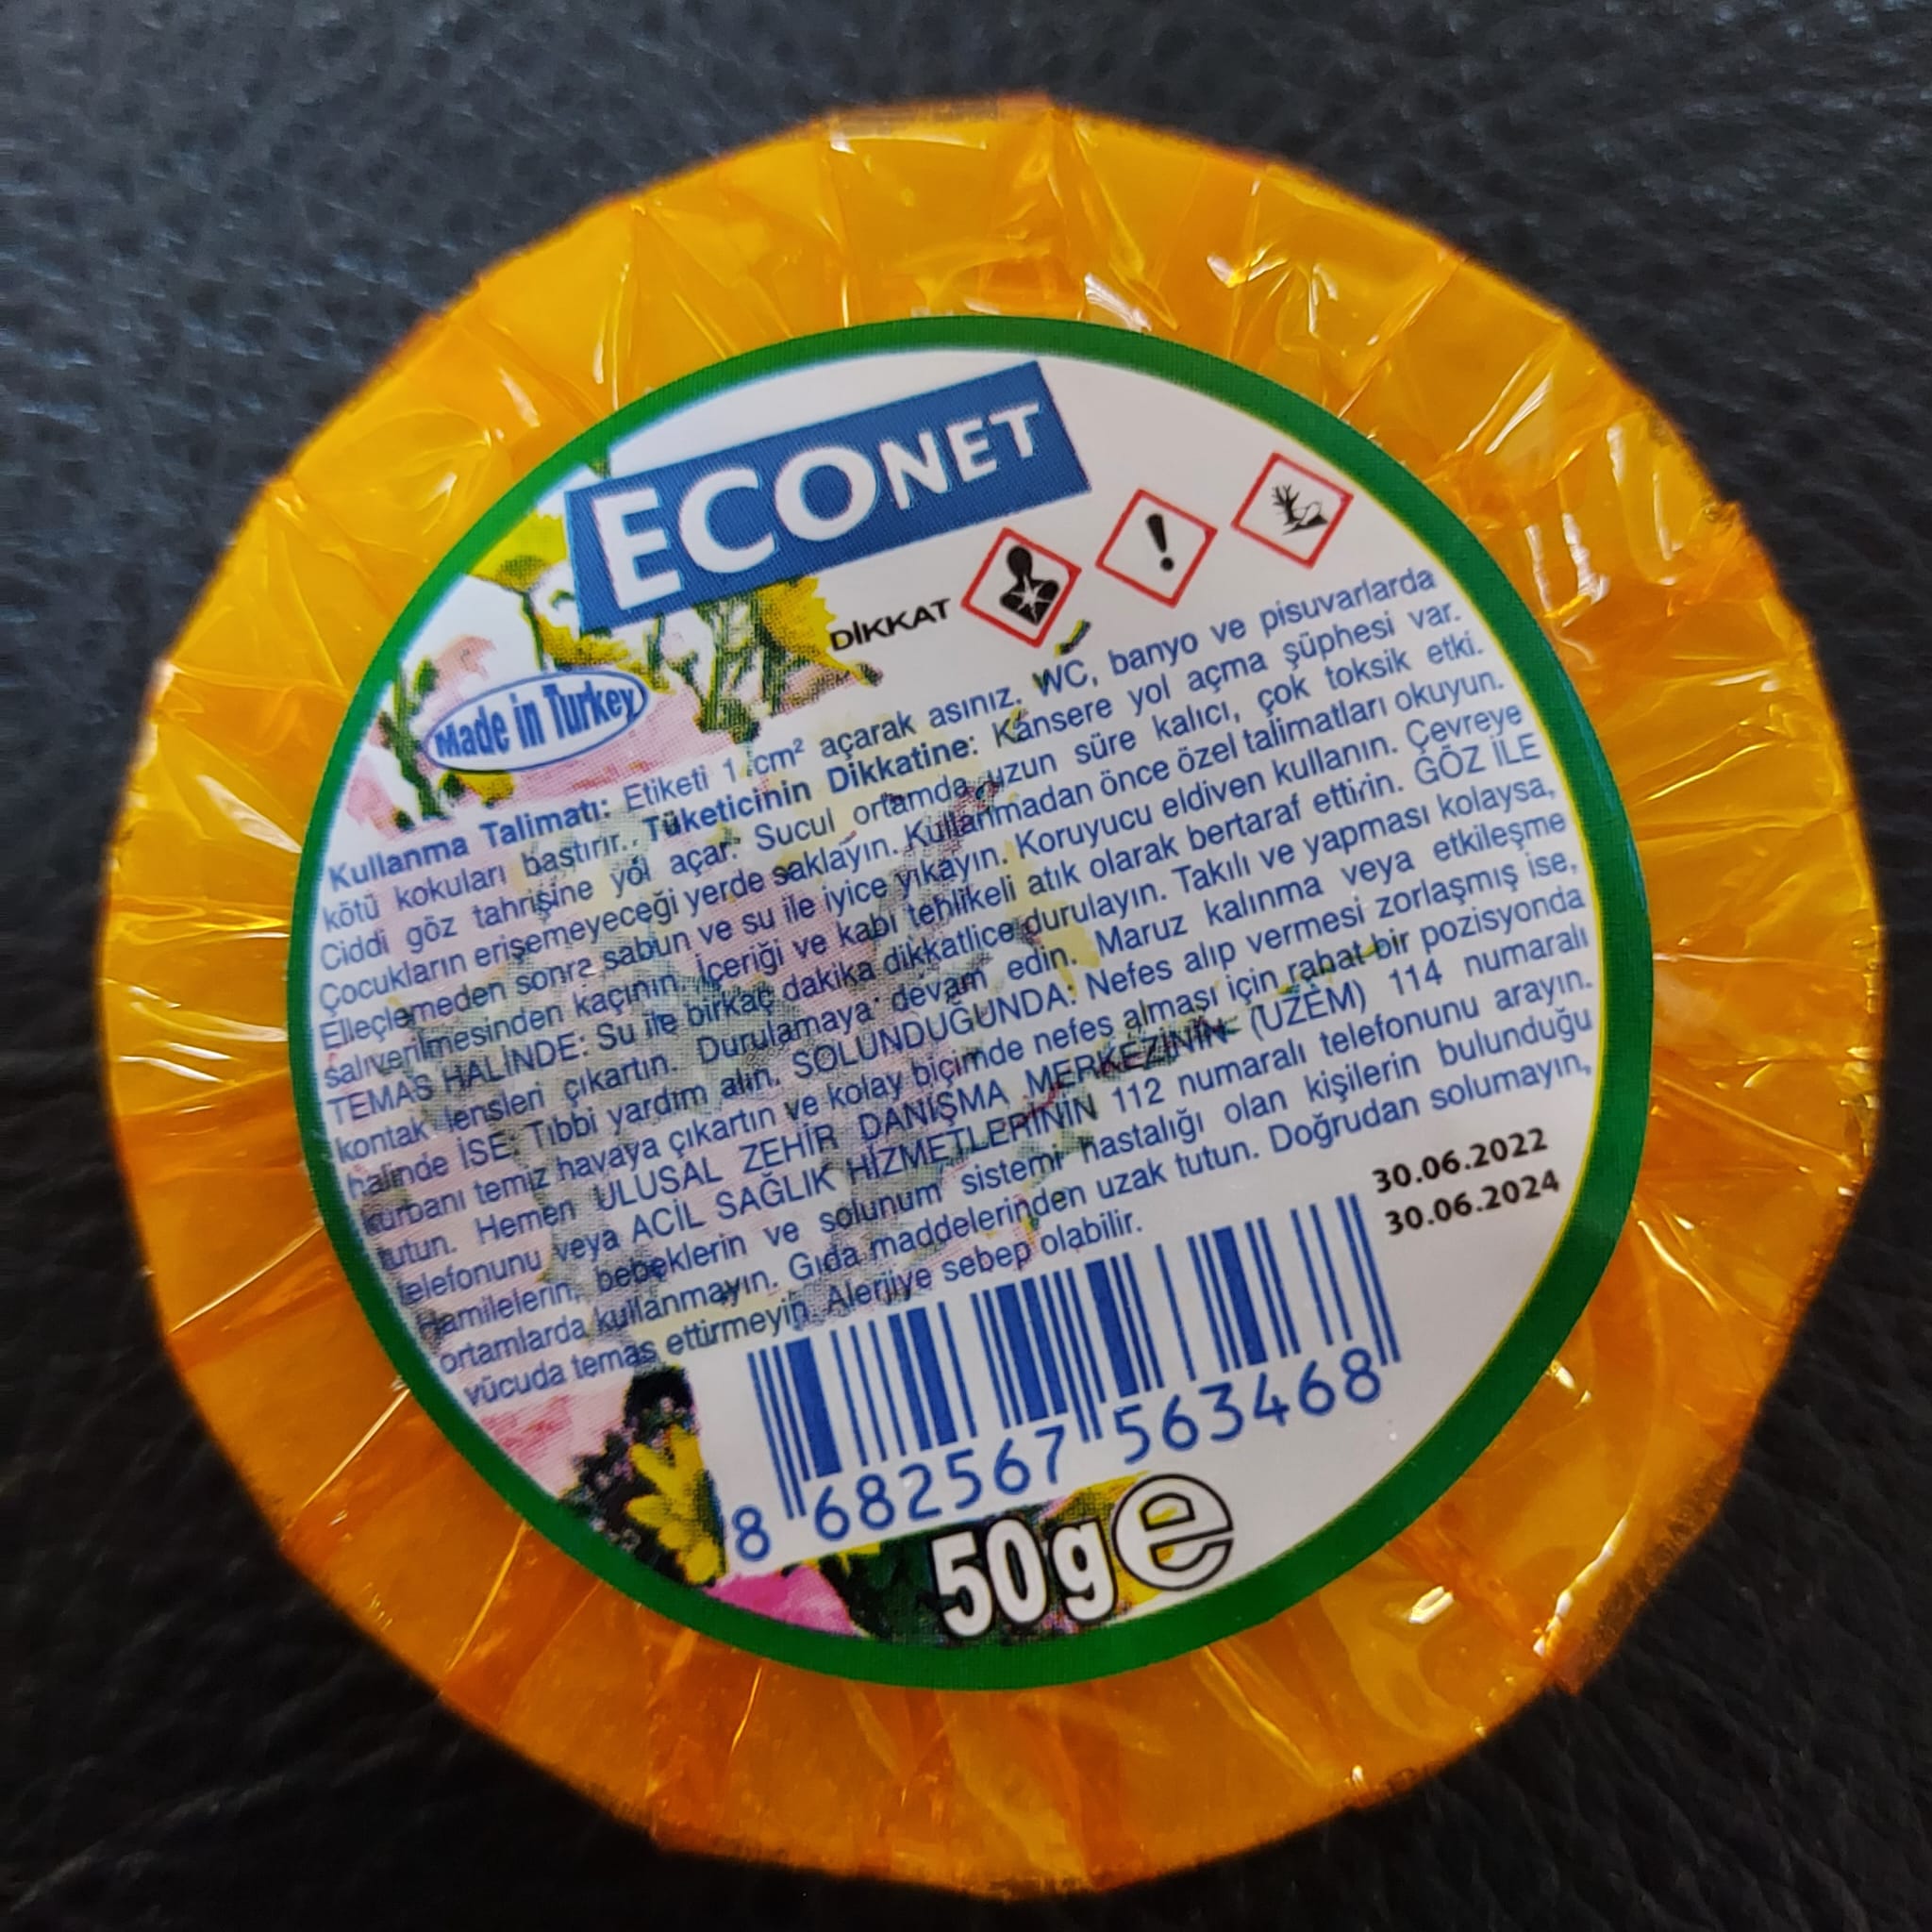 ECONET
DİKKAT
Made in Turkey
Kullanma Talimatı: Etiketi 1 cm² açarak asınız. WC, banyo ve pisuvarlarda
kötü kokuları bastırır. Tüketicinin Dikkatine: Kansere yol açma şüphesi var.
Ciddi göz tahrişine yol açar. Sucul ortamda uzun süre kalıcı, çok toksik etki.
Çocukların erişemeyeceği yerde saklayın. Kullanmadan önce özel talimatları okuyun.
Elleçlemeden sonra sabun ve su ile iyice yıkayın. Koruyucu eldiven kullanın. Çevreye
salıverilmesinden kaçının. İçeriği ve kabı tehlikeli atık olarak bertaraf ettirin. GÖZ İLE
TEMAS HALİNDE: Su ile birkaç dakika dikkatlice durulayın. Takılı ve yapması kolaysa,
kontak lensleri çıkartın. Durulamaya devam edin. Maruz kalınma veya etkileşme
halinde İSE: Tıbbi yardım alın. SOLUNDUĞUNDA: Nefes alıp vermesi zorlaşmış ise,
kurbanı temiz havaya çıkartın ve kolay biçimde nefes alması için rahat bir pozisyonda
tutun. Hemen ULUSAL ZEHİR DANIŞMA MERKEZİNİN (UZEM) 114 numaralı
telefonunu veya ACİL SAĞLIK HİZMETLERİNİN 112 numaralı telefonunu arayın.
Hamilelerin, bebeklerin ve solunum sistemi hastalığı olan kişilerin bulunduğu
ortamlarda kullanmayın. Gıda maddelerinden uzak tutun. Doğrudan solumayın,
vücuda temas ettirmeyin. Alerjiye sebep olabilir.
30.06.2022
30.06.2024
8 682567 563468
50g e